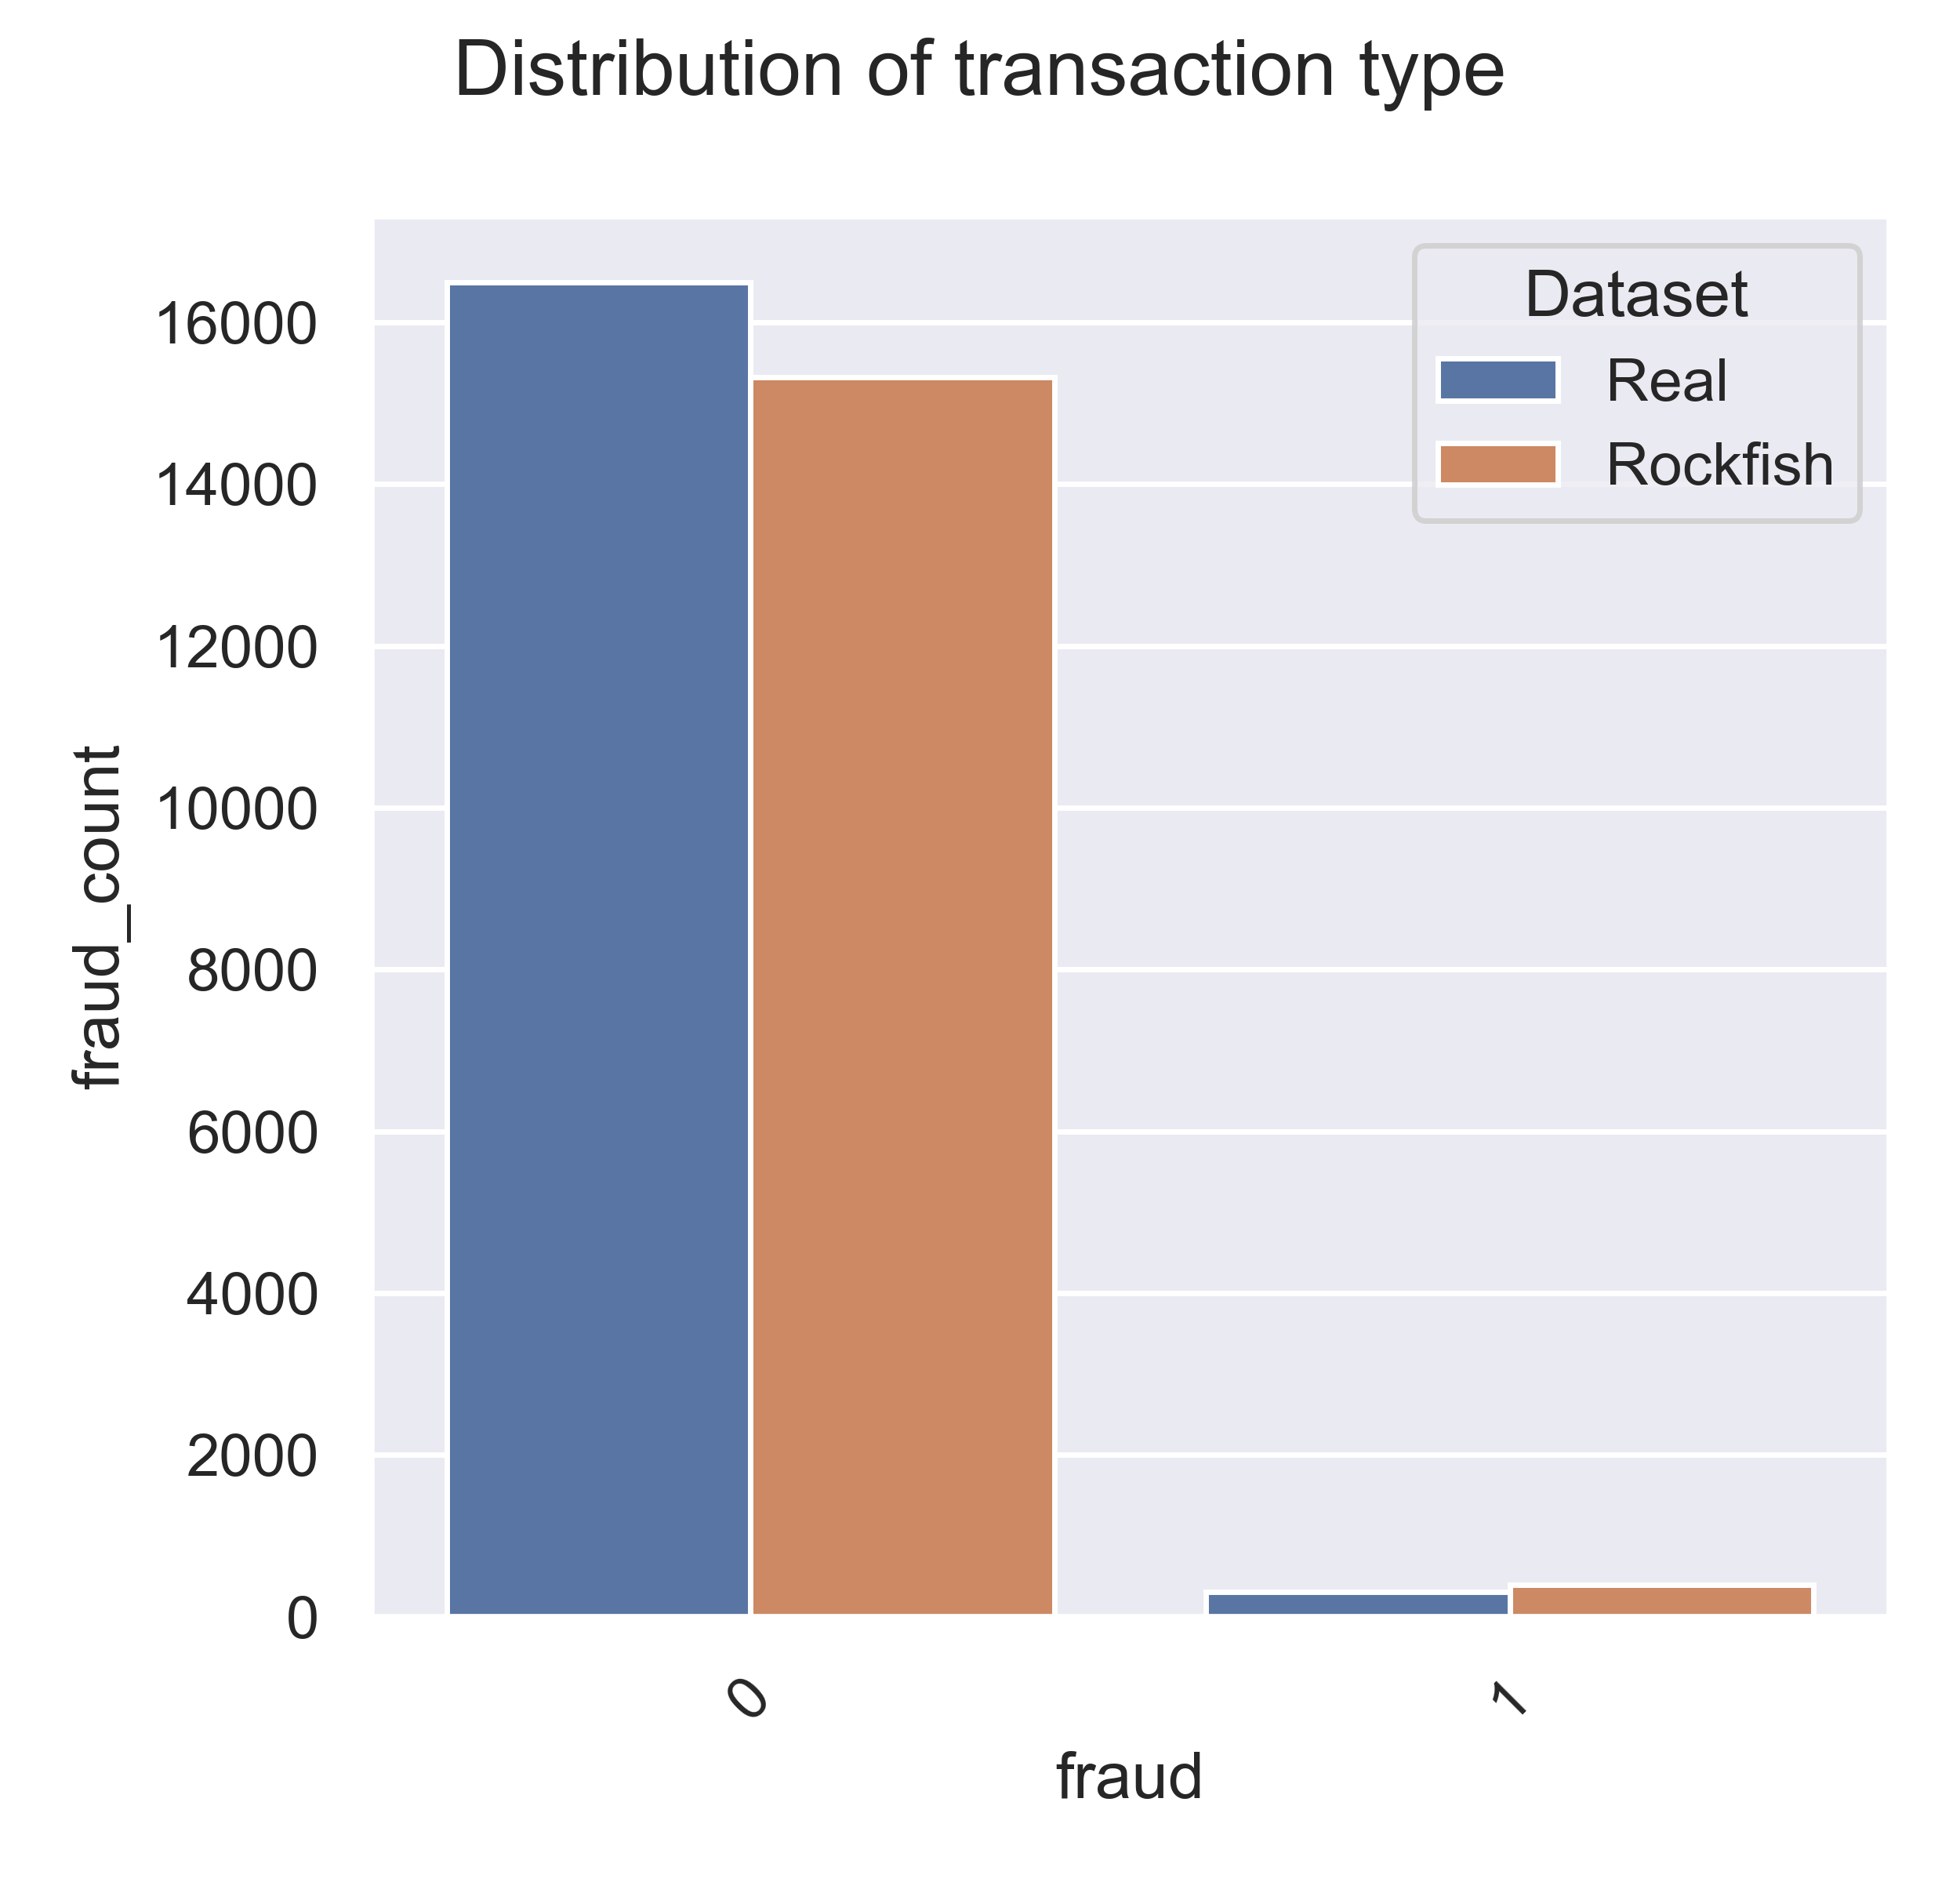 Distribution of transaction type
Dataset
Real
Rockfish
16000
14000
12000
10000
8000
6000
4000
2000
0
fraud_count
0
1
fraud